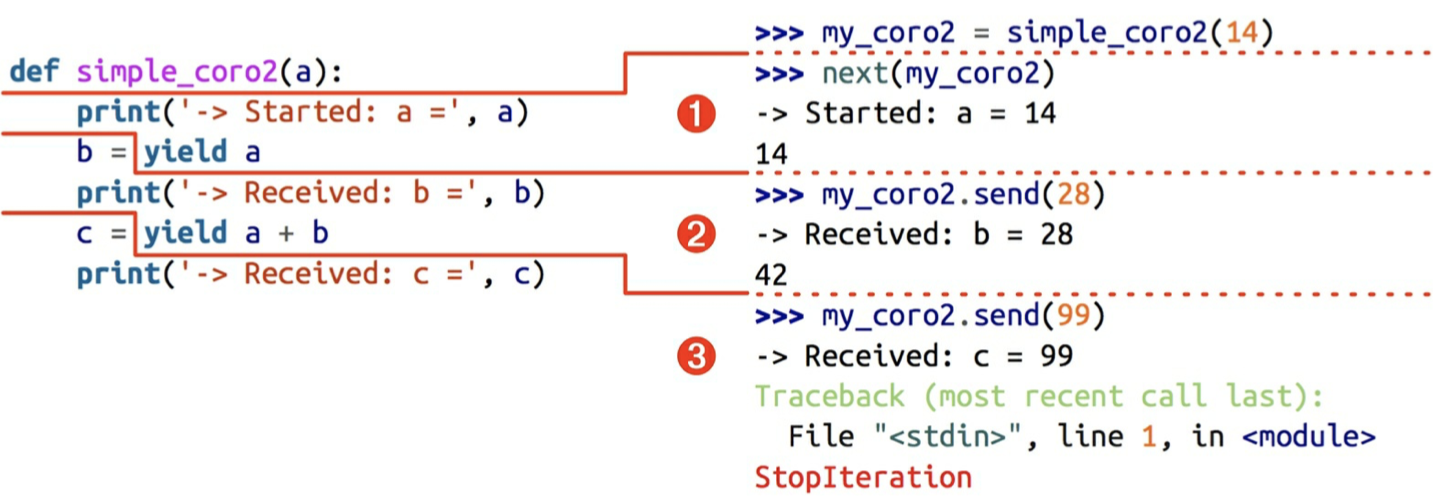 def simple_coro2(a):
    print('-> Started: a =', a)
    b = yield a
    print('-> Received: b =', b)
    c = yield a + b
    print('-> Received: c =', c)
>>> my_coro2 = simple_coro2(14)
1
>>> next(my_coro2)
-> Started: a = 14
14
2
>>> my_coro2.send(28)
-> Received: b = 28
42
3
>>> my_coro2.send(99)
-> Received: c = 99
Traceback (most recent call last):
  File "<stdin>", line 1, in <module>
StopIteration